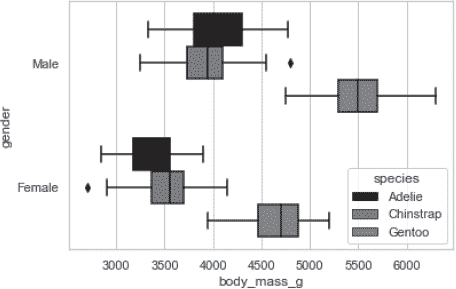 gender
Male
Female
species
Adelie
Chinstrap
Gentoo
3000 3500 4000 4500 5000 5500 6000
body_mass_g